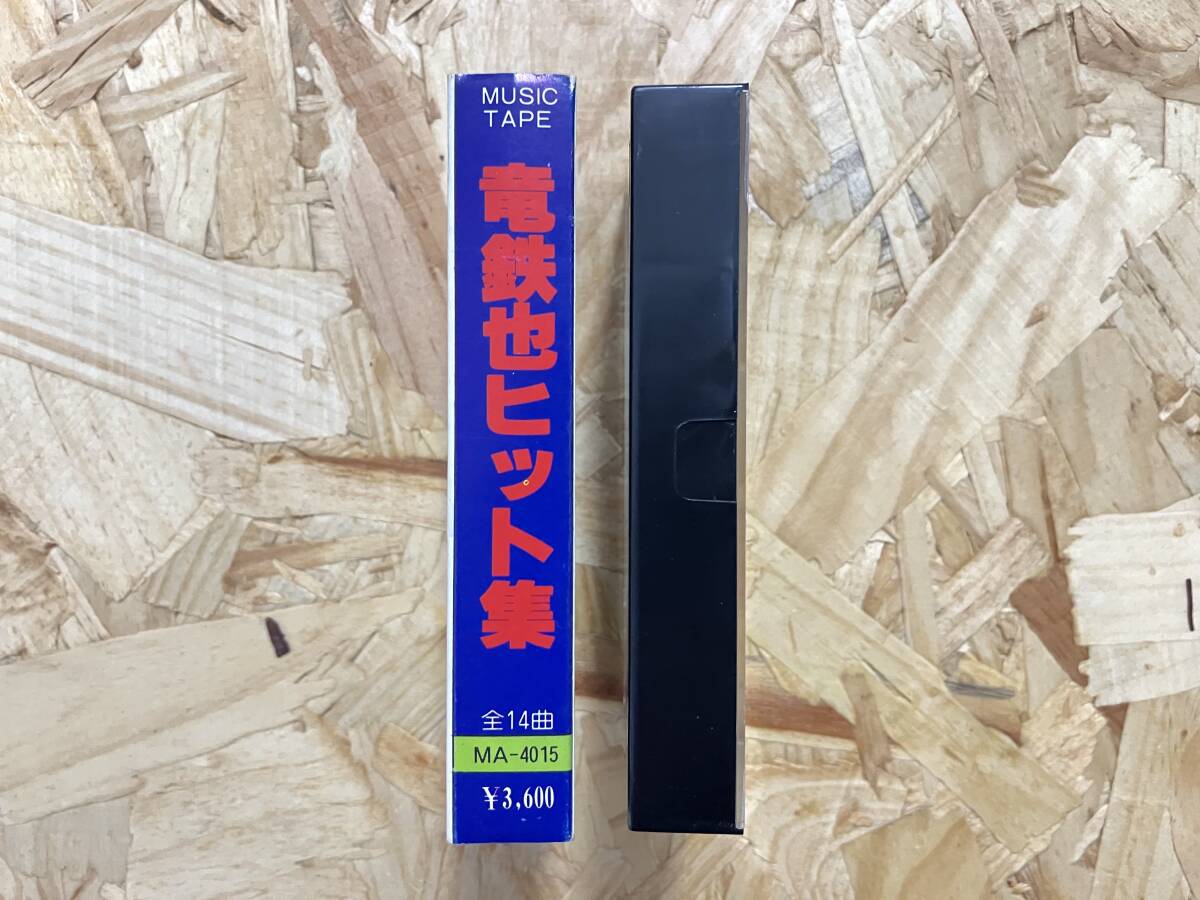 MUSIC
TAPE
竜鉄也ヒット集
全14曲
MA-4015
¥3,600